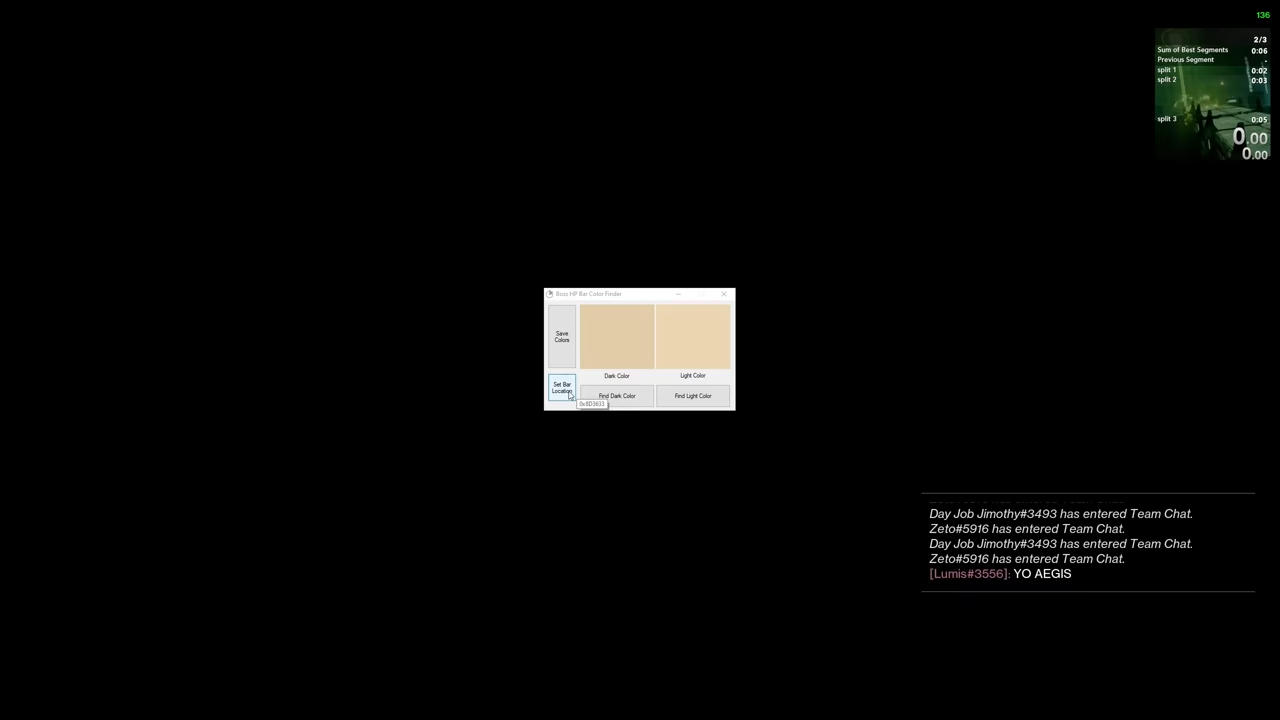 136
2/3
Sum of Best Segments 0:06
Previous Segment -
split 1 0:02
split 2 0:03
split 3 0:05
0.00
0.00
Boss HP Bar Color Finder
Save
Colors
Dark Color
Light Color
Set Bar
Location
Find Dark Color
Find Light Color
Day Job Jimothy#3493 has entered Team Chat.
Zeto#5916 has entered Team Chat.
Day Job Jimothy#3493 has entered Team Chat.
Zeto#5916 has entered Team Chat.
[Lumis#3556]: YO AEGIS